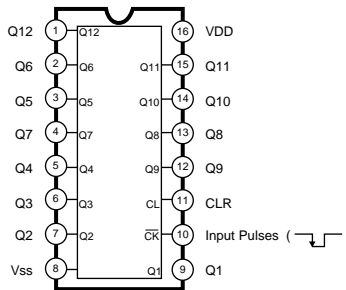 Q12 1 Q12 16 VDD
Q6 2 Q6 Q11 15 Q11
Q5 3 Q5 Q10 14 Q10
Q7 4 Q7 Q8 13 Q8
Q4 5 Q4 Q9 12 Q9
Q3 6 Q3 CL 11 CLR
Q2 7 Q2 CK 10 Input Pulses (
Vss 8 Q1 9 Q1